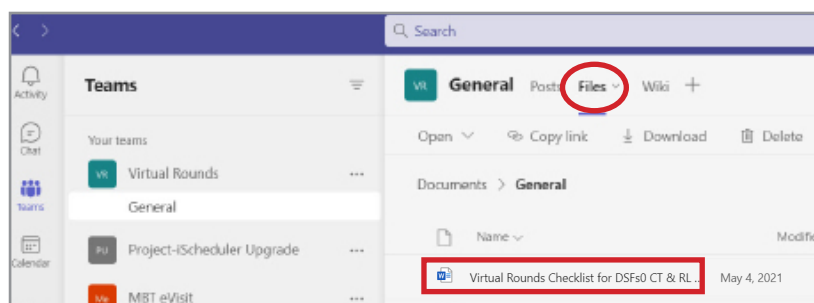 Search
Activity
Teams
General Posts Files Wiki
Your teams
Open Copy link Download Delete
Chat
VR Virtual Rounds
Documents > General
General
Teams
Name Modifie
PU Project-iScheduler Upgrade
Calendar
Virtual Rounds Checklist for DSFs0 CT & RL ... May 4, 2021
Me MBT eVisit